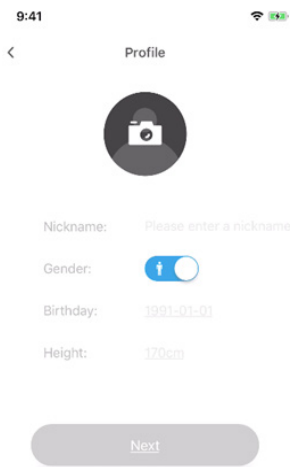 9:41
Profile
Nickname: Please enter a nickname
Gender:
Birthday: 1991-01-01
Height: 170cm
Next